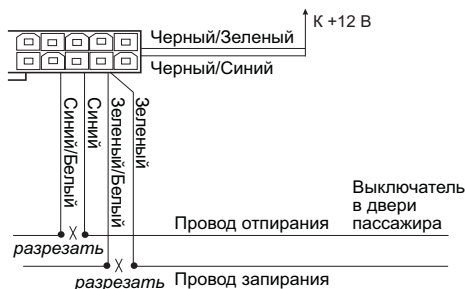 К +12 В
Черный/Зеленый
Черный/Синий
Синий/Белый
Синий
Зеленый/Белый
Зеленый
Выключатель
в двери
пассажира
Провод отпирания
разрезать
разрезать
Провод запирания